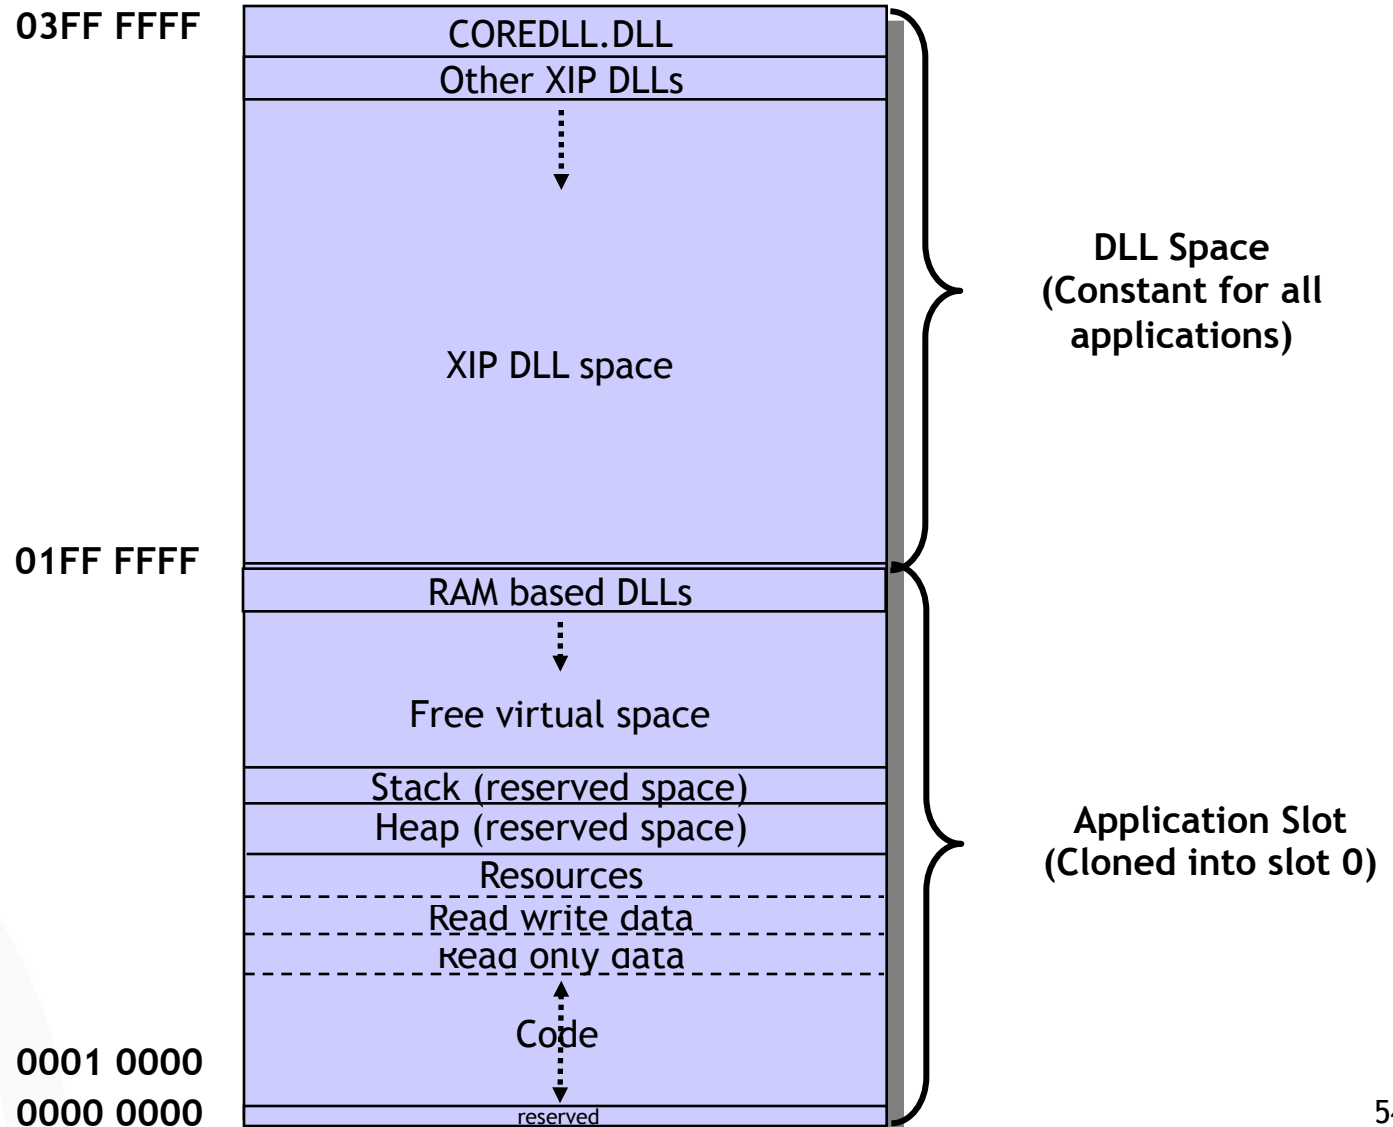 03FF FFFF
COREDLL.DLL
Other XIP DLLs
DLL Space
(Constant for all
applications)
XIP DLL space
01FF FFFF
RAM based DLLs
Free virtual space
Stack (reserved space)
Heap (reserved space)
Application Slot
(Cloned into slot 0)
Resources
Read write data
Read only data
Code
0001 0000
0000 0000
reserved
54